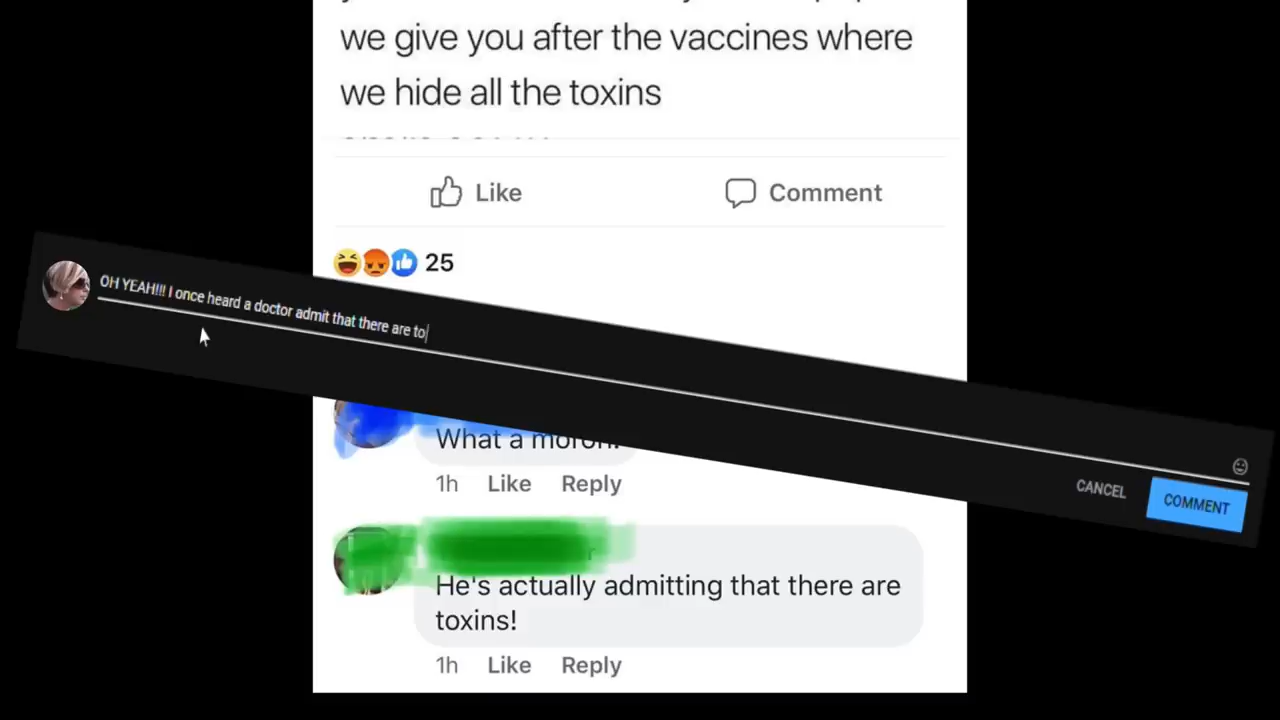 we give you after the vaccines where
we hide all the toxins
Like
Comment
25
OH YEAH!!! I once heard a doctor admit that there are to
What a moron.
1h Like Reply
CANCEL
COMMENT
He's actually admitting that there are
toxins!
1h Like Reply